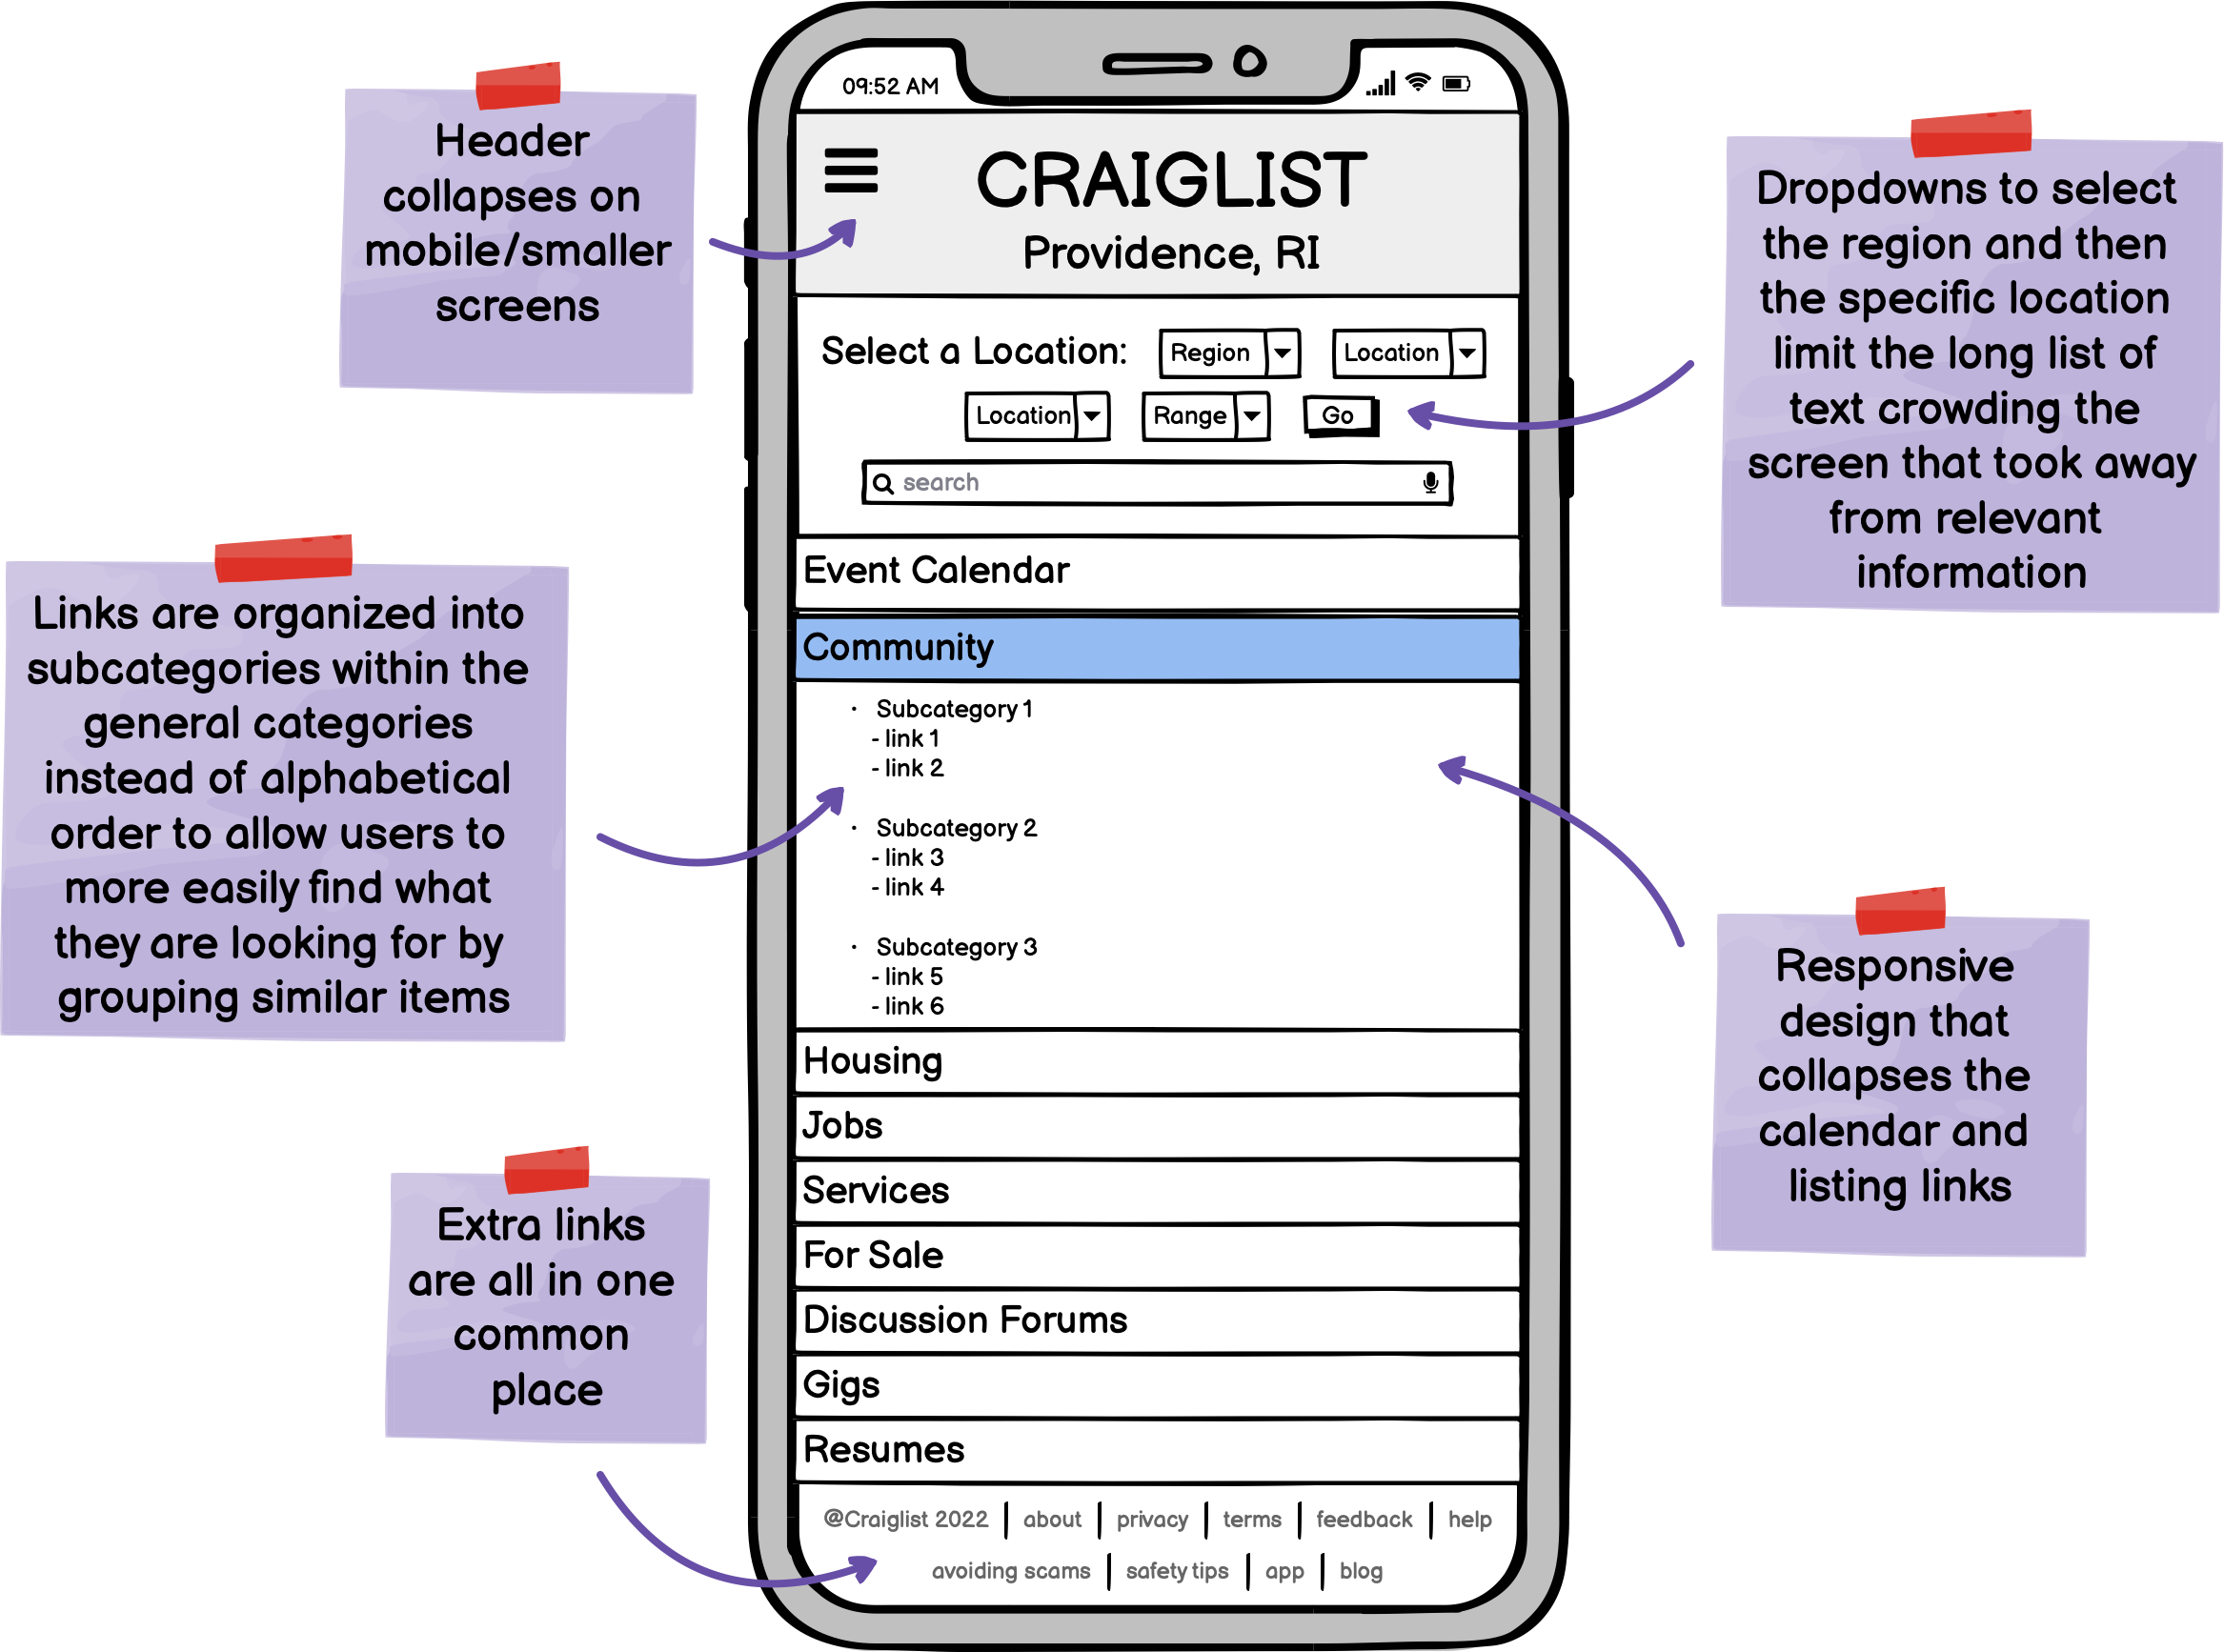 09:52 AM
CRAIGLIST
Providence, RI
Select a Location: Region Location
Location Range Go
search
Event Calendar
Community
· Subcategory 1
- link 1
- link 2
· Subcategory 2
- link 3
- link 4
· Subcategory 3
- link 5
- link 6
Housing
Jobs
Services
For Sale
Discussion Forums
Gigs
Resumes
@Craiglist 2022 | about | privacy | terms | feedback | help
avoiding scams | safety tips | app | blog
Header
collapses on
mobile/smaller
screens
Links are organized into
subcategories within the
general categories
instead of alphabetical
order to allow users to
more easily find what
they are looking for by
grouping similar items
Extra links
are all in one
common
place
Dropdowns to select
the region and then
the specific location
limit the long list of
text crowding the
screen that took away
from relevant
information
Responsive
design that
collapses the
calendar and
listing links